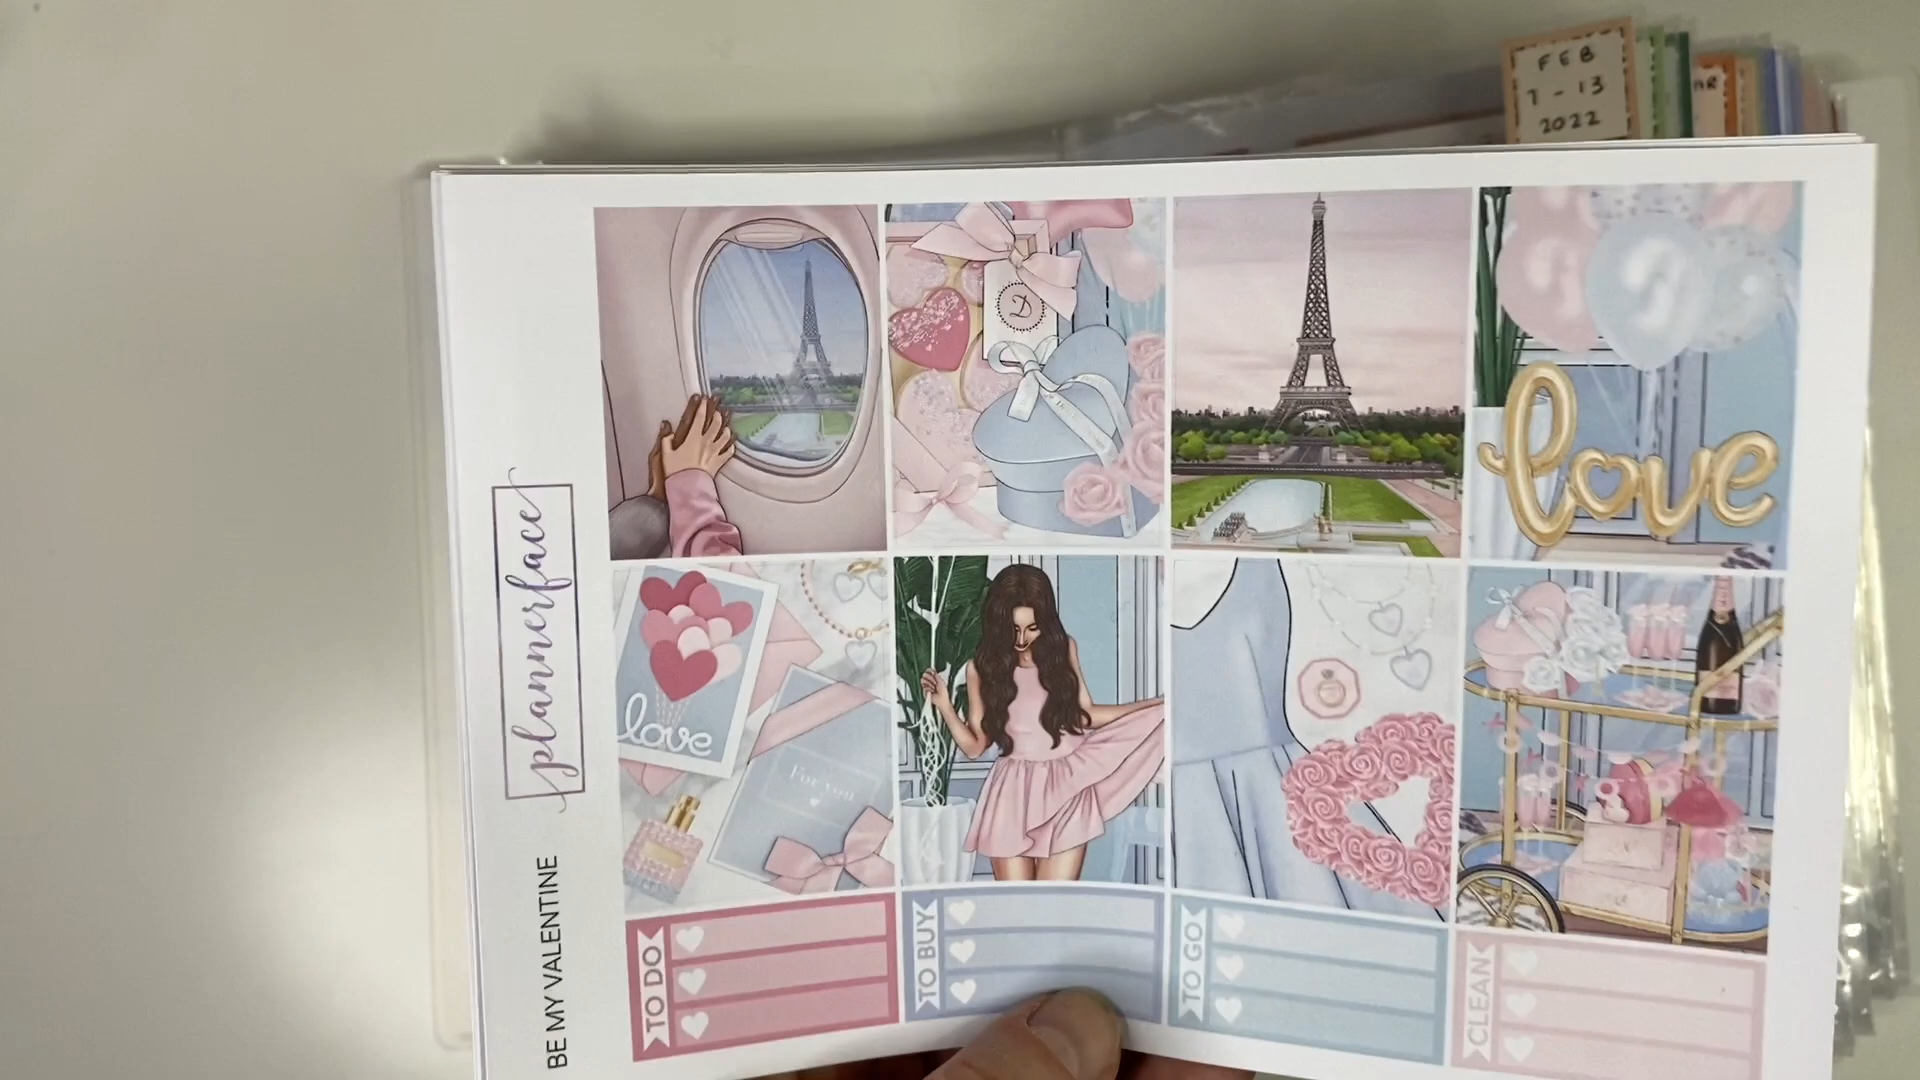 FEB
7 - 13
2022
AR
plannerface
BE MY VALENTINE
D
love
love
For you
TO DO
TO BUY
TO GO
CLEAN